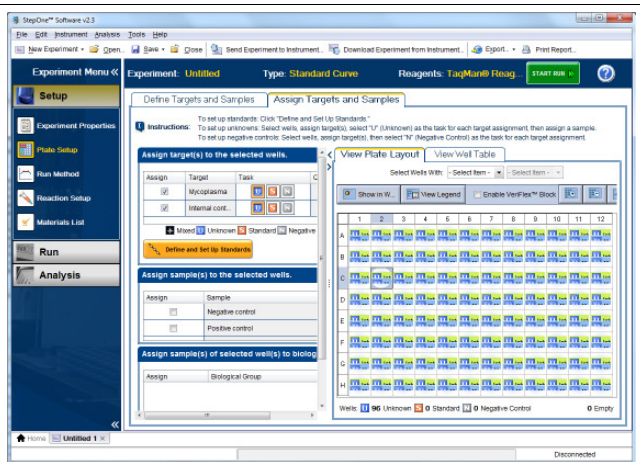 StepOne™ Software v2.3
File Edit Instrument Analysis Tools Help
New Experiment Open... Save Close Send Experiment to Instrument... Download Experiment from Instrument... Export... Print Report...
Experiment Menu «
Experiment: Untitled Type: Standard Curve Reagents: TaqMan® Reag... START RUN
Setup
Define Targets and Samples Assign Targets and Samples
Instructions: To set up standards: Click "Define and Set Up Standards."
To set up unknowns: Select wells, assign target(s), select "U" (Unknown) as the task for each target assignment, then assign a sample.
To set up negative controls: Select wells, assign target(s), then select "N" (Negative Control) as the task for each target assignment.
Experiment Properties
Plate Setup
Run Method
Reaction Setup
Materials List
Run
Analysis
Assign target(s) to the selected wells.
Assign Target Task C
Mycoplasma U S N
Internal cont... U S N
Mixed U Unknown S Standard N Negative
Define and Set Up Standards
Assign sample(s) to the selected wells.
Assign Sample
Negative control
Positive control
Assign sample(s) of selected well(s) to biolog
Assign Biological Group
View Plate Layout View Well Table
Select Wells With: - Select Item - - Select Item -
Show in W... View Legend Enable VeriFlex™ Block
1 2 3 4 5 6 7 8 9 10 11 12
A
B
C
D
E
F
G
H
Wells: U 96 Unknown S 0 Standard N 0 Negative Control 0 Empty
Home Untitled 1 ×
Disconnected